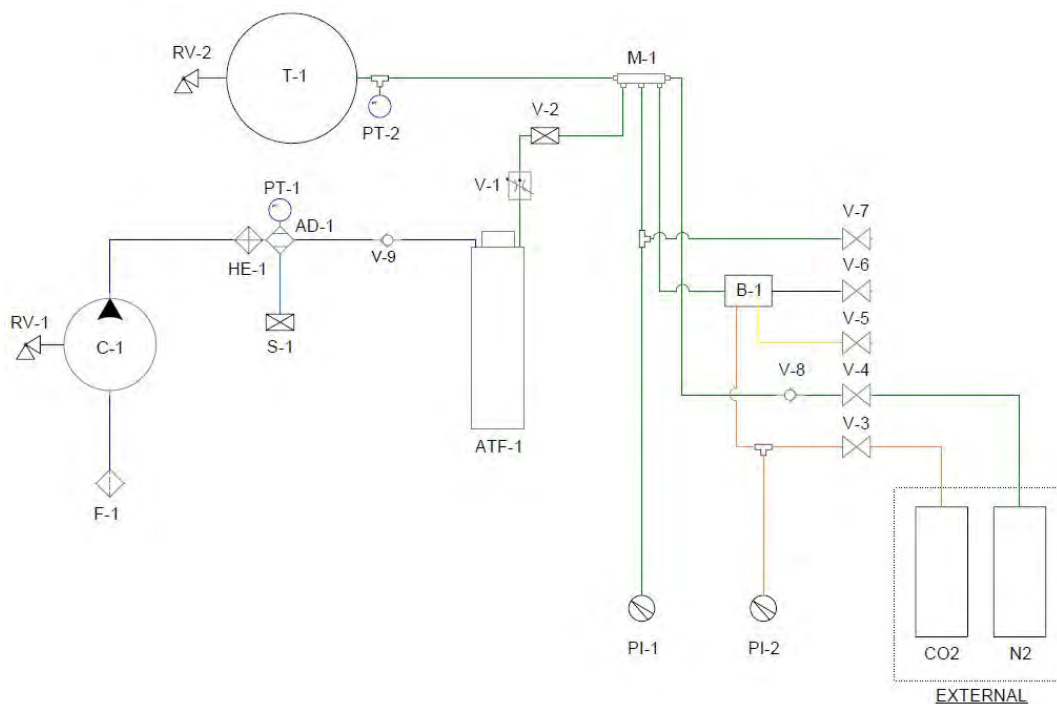 M-1
RV-2
T-1
V-2
PT-2
V-1
PT-1
AD-1
V-7
V-9
HE-1
V-6
B-1
RV-1
C-1
S-1
V-5
V-8
V-4
ATF-1
V-3
F-1
PI-1
PI-2
CO2
N2
EXTERNAL